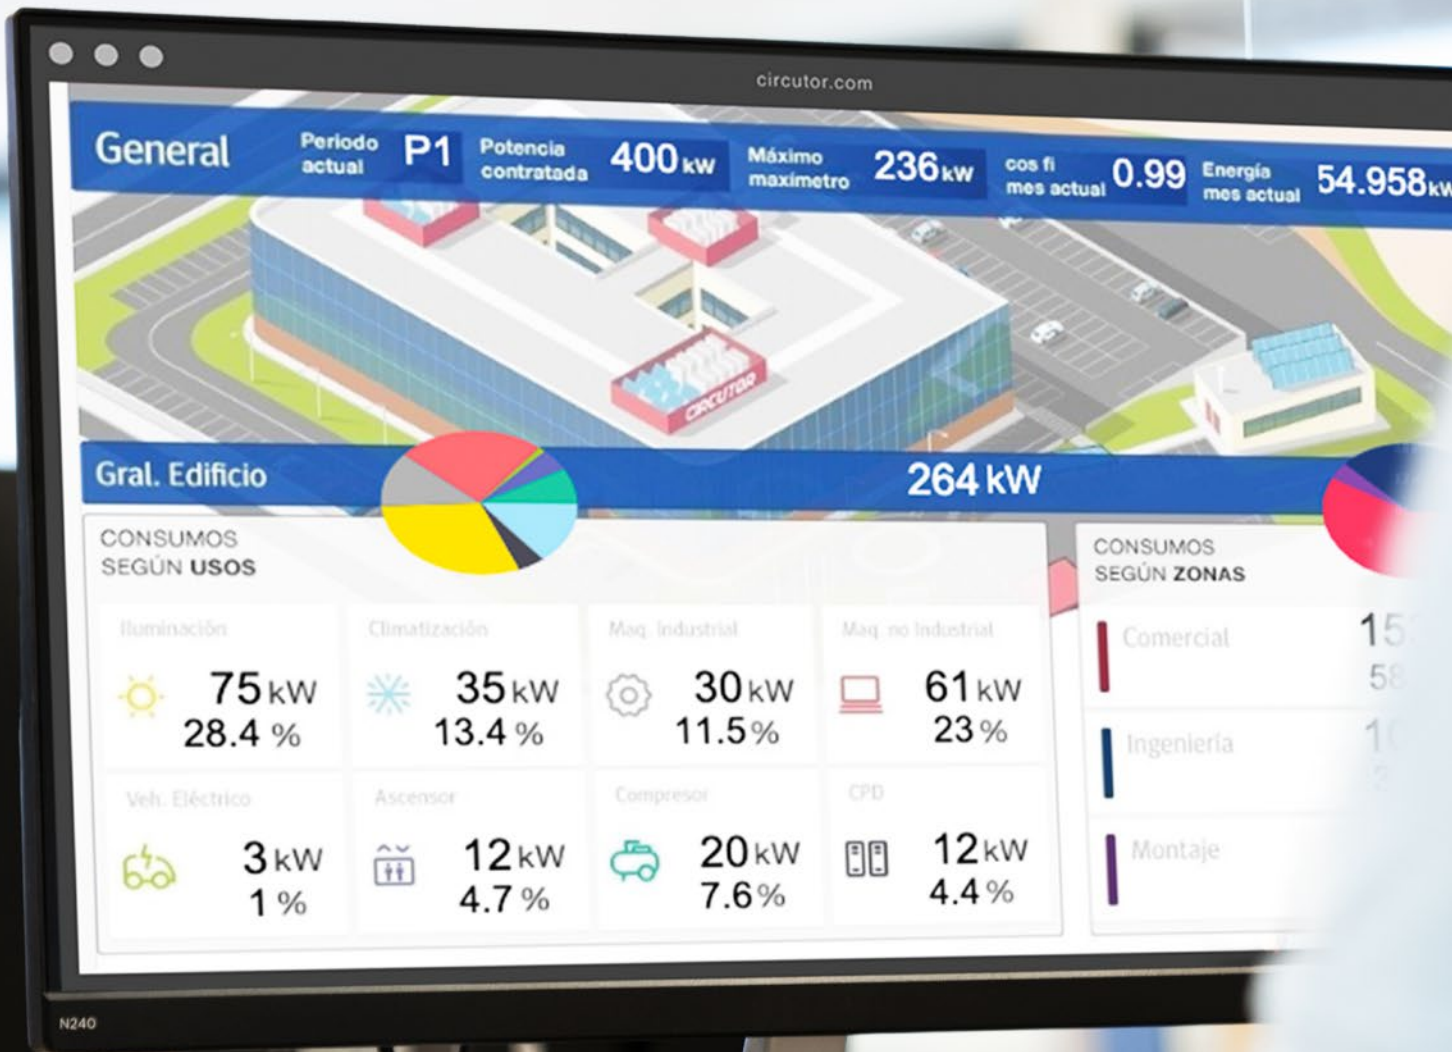 circutor.com
General
Periodo actual
P1
Potencia contratada
400 kW
Máximo maxímetro
236 kW
cos fi mes actual
0.99
Energía mes actual
54.958 kW
CIRCUTOR
Gral. Edificio
264 kW
CONSUMOS
SEGÚN USOS
Iluminación
75 kW
28.4 %
Climatización
35 kW
13.4 %
Maq. Industrial
30 kW
11.5 %
Maq. no Industrial
61 kW
23 %
Veh. Eléctrico
3 kW
1 %
Ascensor
12 kW
4.7 %
Compresor
20 kW
7.6 %
CPD
12 kW
4.4 %
CONSUMOS
SEGÚN ZONAS
Comercial
Ingeniería
Montaje
N240